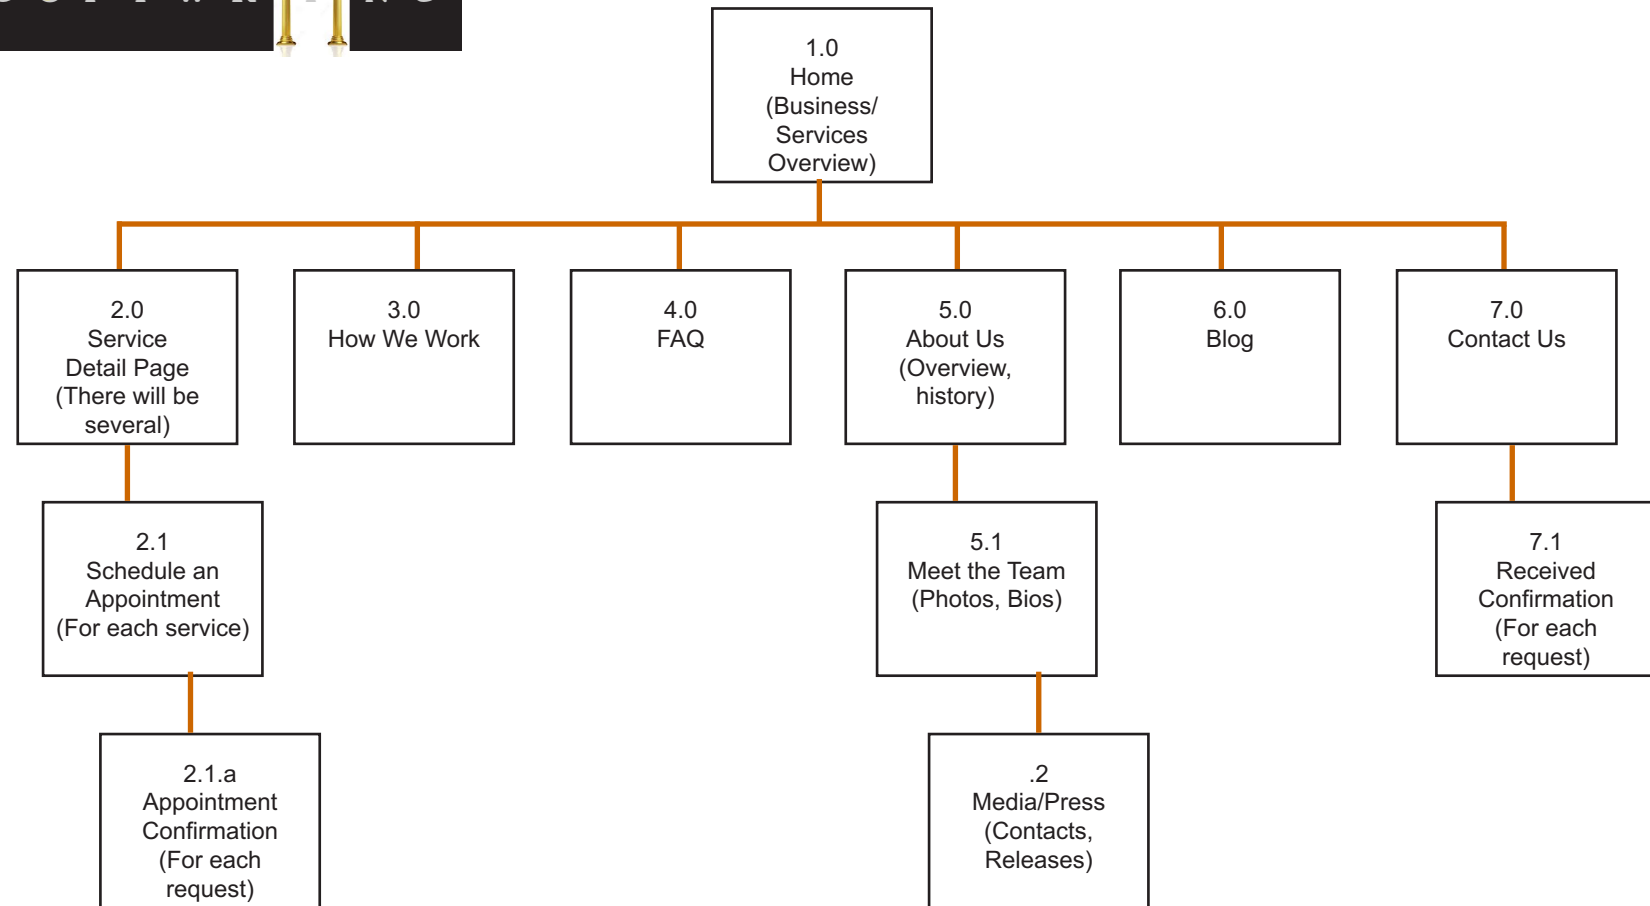 1.0
Home
(Business/
Services
Overview)
2.0
Service
Detail Page
(There will be
several)
3.0
How We Work
4.0
FAQ
5.0
About Us
(Overview,
history)
6.0
Blog
7.0
Contact Us
2.1
Schedule an
Appointment
(For each service)
5.1
Meet the Team
(Photos, Bios)
7.1
Received
Confirmation
(For each
request)
2.1.a
Appointment
Confirmation
(For each
request)
.2
Media/Press
(Contacts,
Releases)